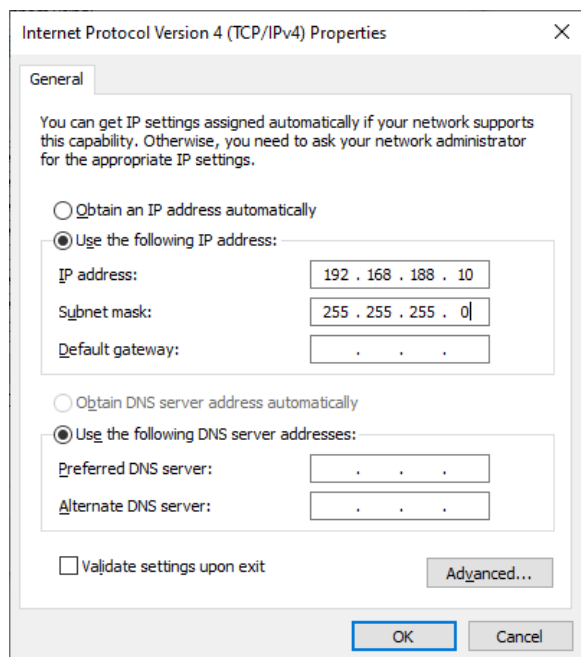 Internet Protocol Version 4 (TCP/IPv4) Properties
General
You can get IP settings assigned automatically if your network supports
this capability. Otherwise, you need to ask your network administrator
for the appropriate IP settings.
Obtain an IP address automatically
Use the following IP address:
IP address: 192 . 168 . 188 . 10
Subnet mask: 255 . 255 . 255 . 0
Default gateway: . . .
Obtain DNS server address automatically
Use the following DNS server addresses:
Preferred DNS server: . . .
Alternate DNS server: . . .
Validate settings upon exit
Advanced...
OK Cancel